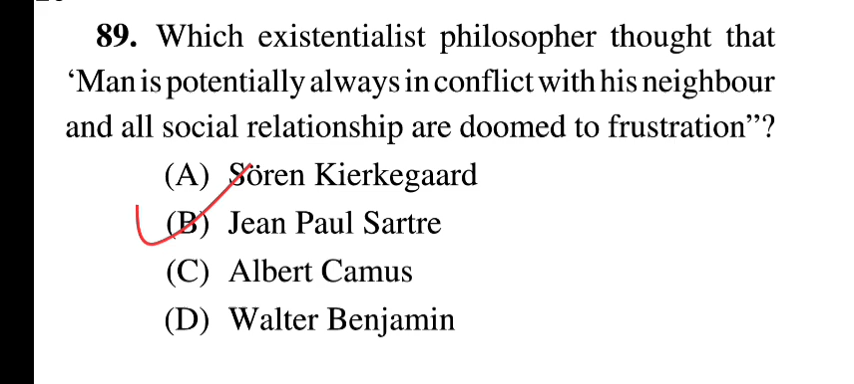 89. Which existentialist philosopher thought that
‘Man is potentially always in conflict with his neighbour
and all social relationship are doomed to frustration”?
(A) Sören Kierkegaard
(B) Jean Paul Sartre
(C) Albert Camus
(D) Walter Benjamin